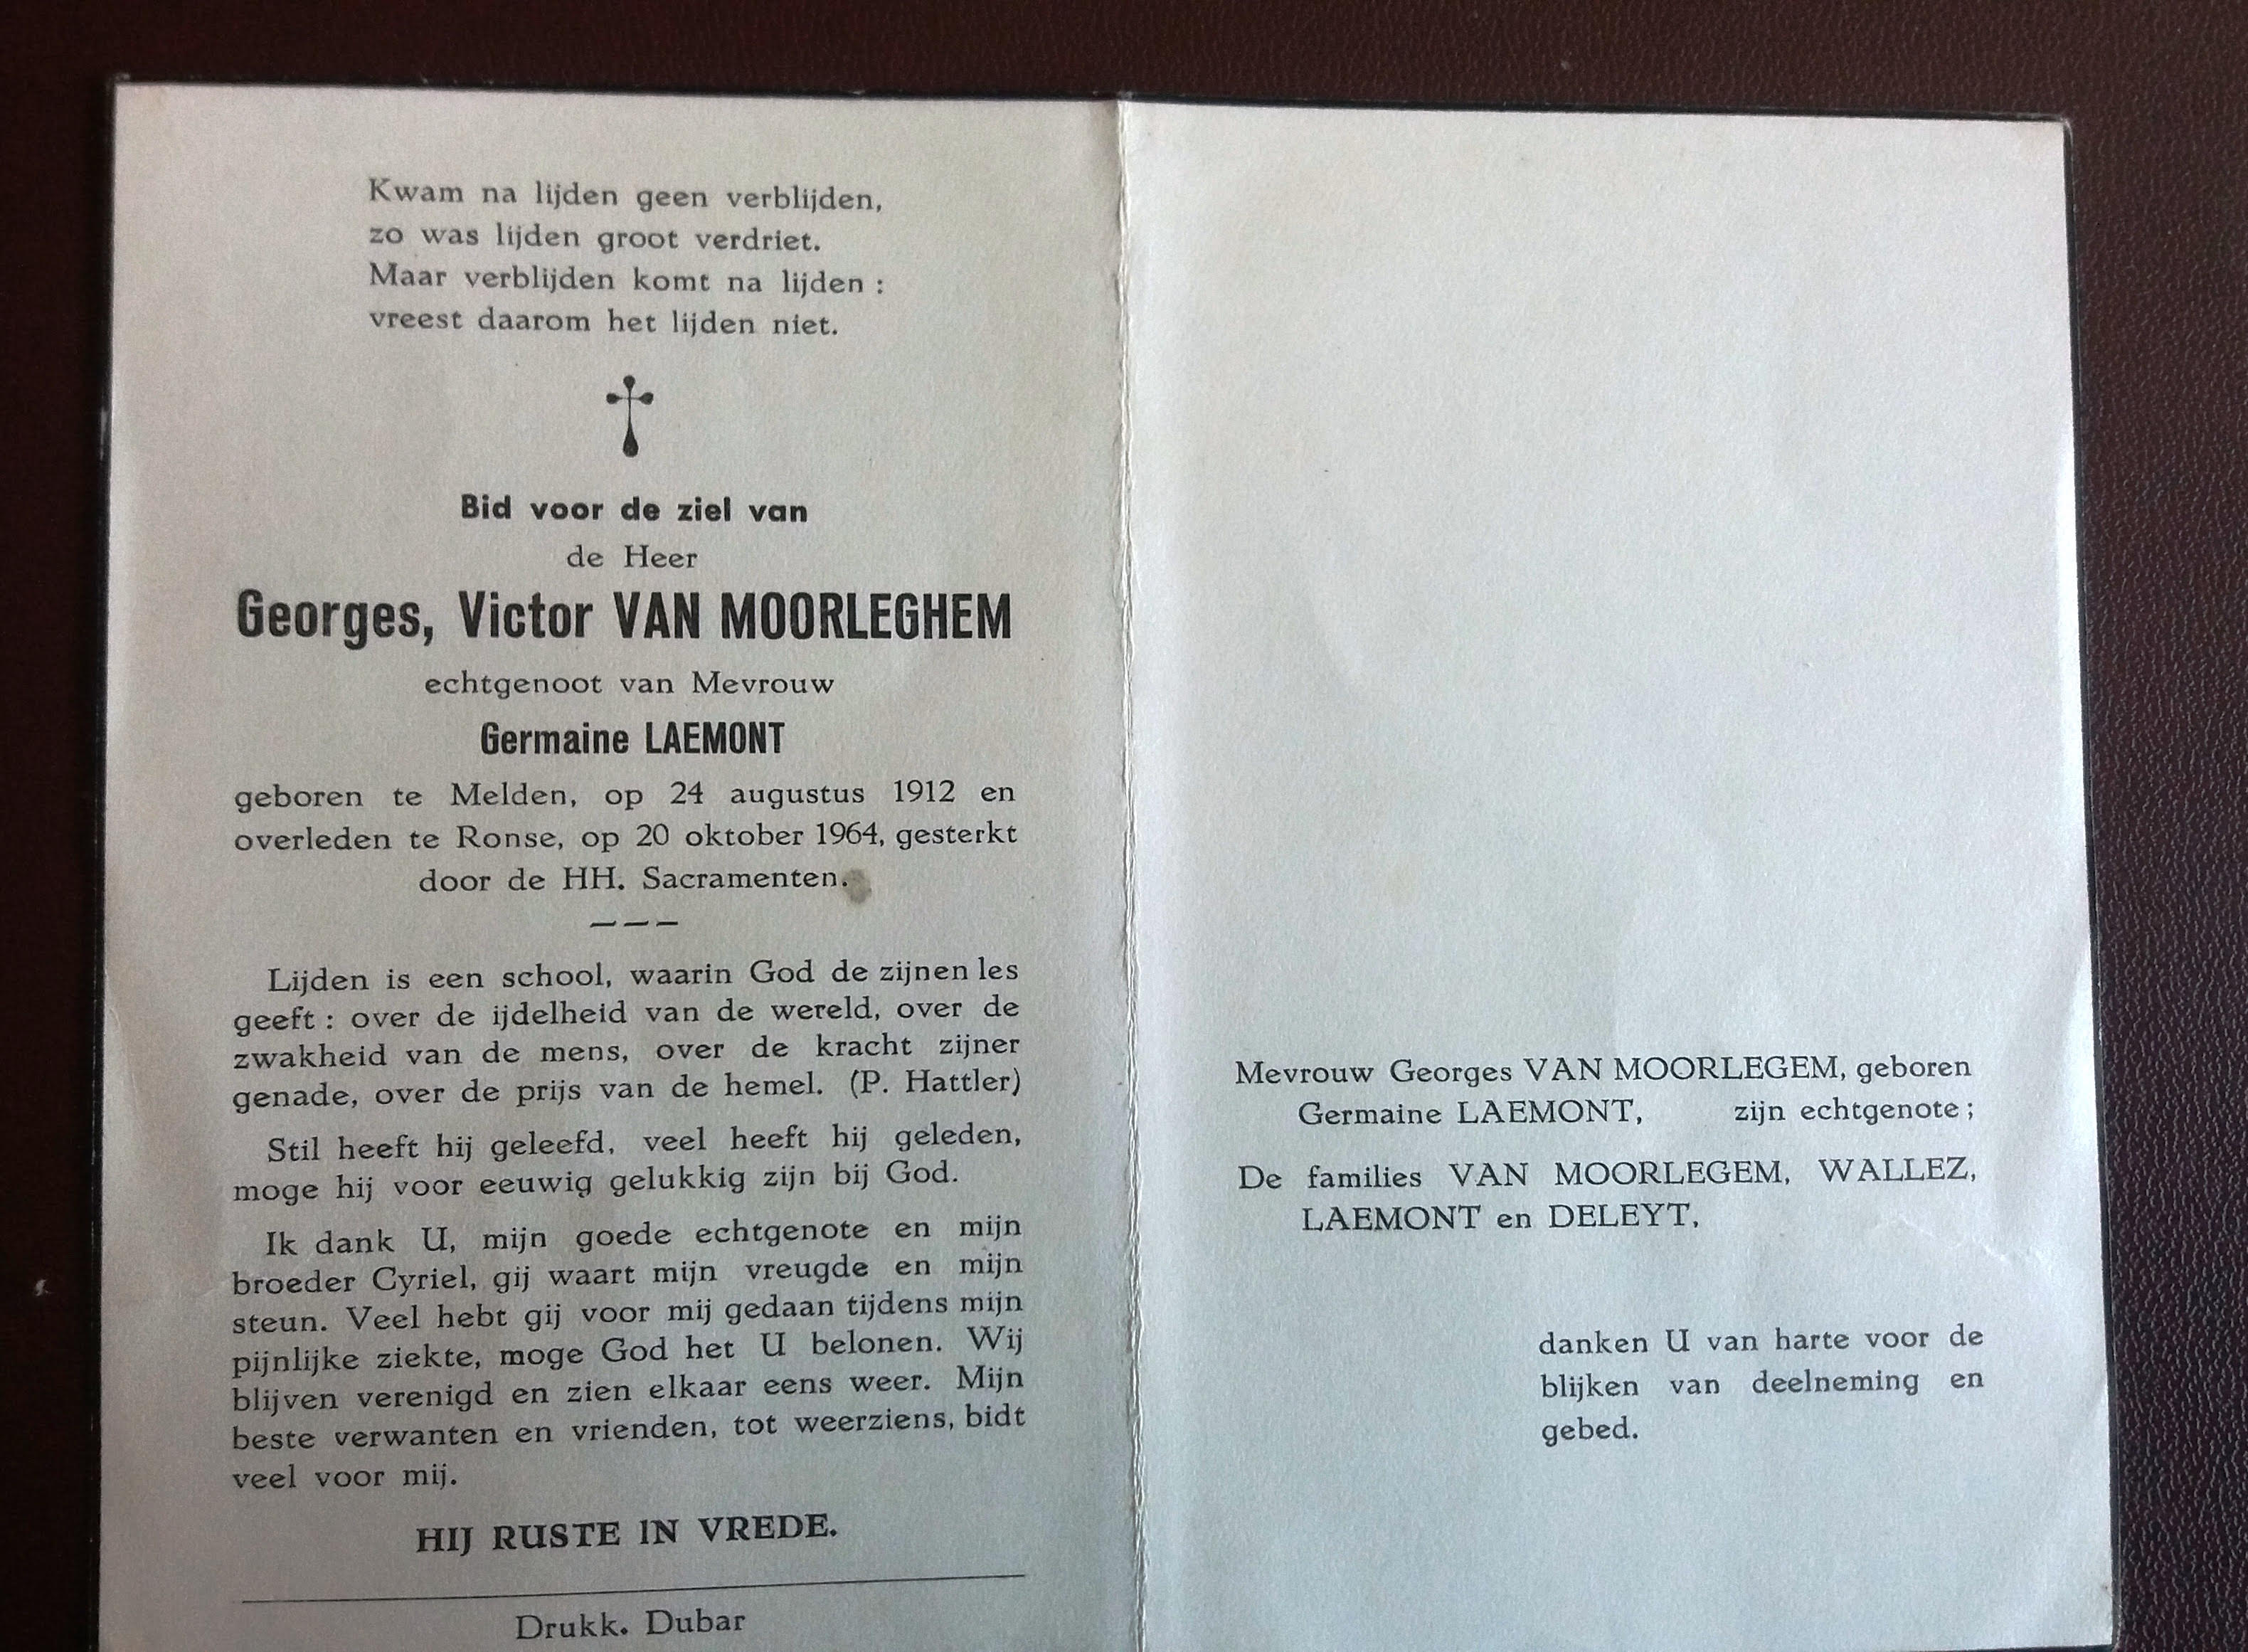 Kwam na lijden geen verblijden,
zo was lijden groot verdriet.
Maar verblijden komt na lijden :
vreest daarom het lijden niet.
Bid voor de ziel van
de Heer
Georges, Victor VAN MOORLEGHEM
echtgenoot van Mevrouw
Germaine LAEMONT
geboren te Melden, op 24 augustus 1912 en
overleden te Ronse, op 20 oktober 1964, gesterkt
door de HH. Sacramenten.
———
Lijden is een school, waarin God de zijnen les
geeft : over de ijdelheid van de wereld, over de
zwakheid van de mens, over de kracht zijner
genade, over de prijs van de hemel. (P. Hattler)
Stil heeft hij geleefd, veel heeft hij geleden,
moge hij voor eeuwig gelukkig zijn bij God.
Ik dank U, mijn goede echtgenote en mijn
broeder Cyriel, gij waart mijn vreugde en mijn
steun. Veel hebt gij voor mij gedaan tijdens mijn
pijnlijke ziekte, moge God het U belonen. Wij
blijven verenigd en zien elkaar eens weer. Mijn
beste verwanten en vrienden, tot weerziens, bidt
veel voor mij.
HIJ RUSTE IN VREDE.
Drukk. Dubar
Mevrouw Georges VAN MOORLEGEM, geboren
Germaine LAEMONT, zijn echtgenote ;
De families VAN MOORLEGEM, WALLEZ,
LAEMONT en DELEYT,
danken U van harte voor de
blijken van deelneming en
gebed.